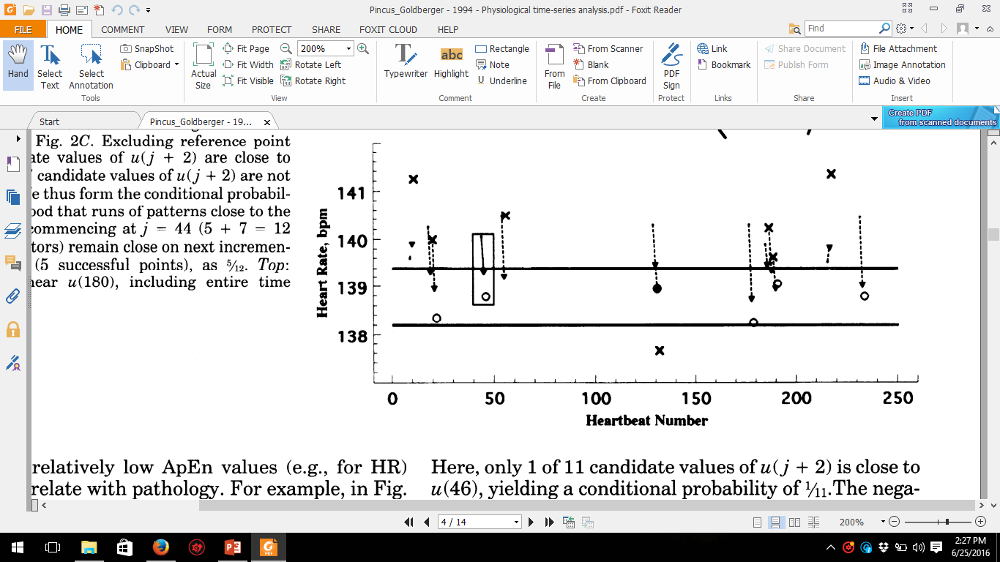 Pincus_Goldberger - 1994 - Physiological time-series analysis.pdf - Foxit Reader
FILE HOME COMMENT VIEW FORM PROTECT SHARE FOXIT CLOUD HELP
Find
Hand
Select Text
Select Annotation
SnapShot
Clipboard
Tools
Actual Size
Fit Page
Fit Width
Fit Visible
200%
Rotate Left
Rotate Right
View
Typewriter
abc
Highlight
Rectangle
Note
Underline
Comment
From File
From Scanner
Blank
From Clipboard
Create
PDF Sign
Protect
Link
Bookmark
Links
Share Document
Publish Form
Share
File Attachment
Image Annotation
Audio & Video
Insert
Start
Pincus_Goldberger - 19...
Create PDF
from scanned documents
Fig. 2C. Excluding reference point
ate values of u(j + 2) are close to
candidate values of u(j + 2) are not
e thus form the conditional probabil-
ood that runs of patterns close to the
commencing at j = 44 (5 + 7 = 12
tors) remain close on next incremen-
(5 successful points), as 5/12. Top:
near u(180), including entire time
Heart Rate, bpm
141
140
139
138
0 50 100 150 200 250
Heartbeat Number
relatively low ApEn values (e.g., for HR)
relate with pathology. For example, in Fig.
Here, only 1 of 11 candidate values of u(j + 2) is close to
u(46), yielding a conditional probability of 1/11.The nega-
4 / 14
200%
PDF
2:27 PM
6/25/2016